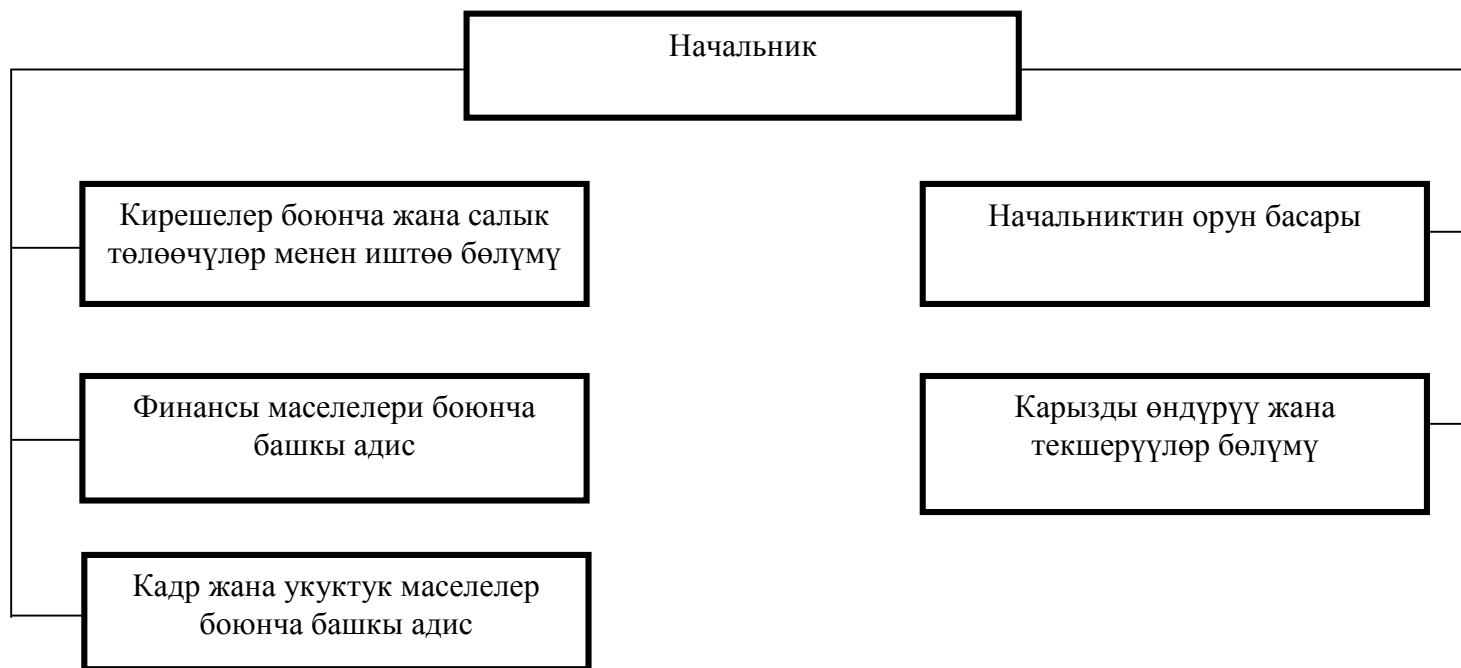 Начальник
Кирешелер боюнча жана салык
төлөөчүлөр менен иштөө бөлүмү
Начальниктин орун басары
Финансы маселелери боюнча
башкы адис
Карызды өндүрүү жана
текшерүүлөр бөлүмү
Кадр жана укуктук маселелер
боюнча башкы адис